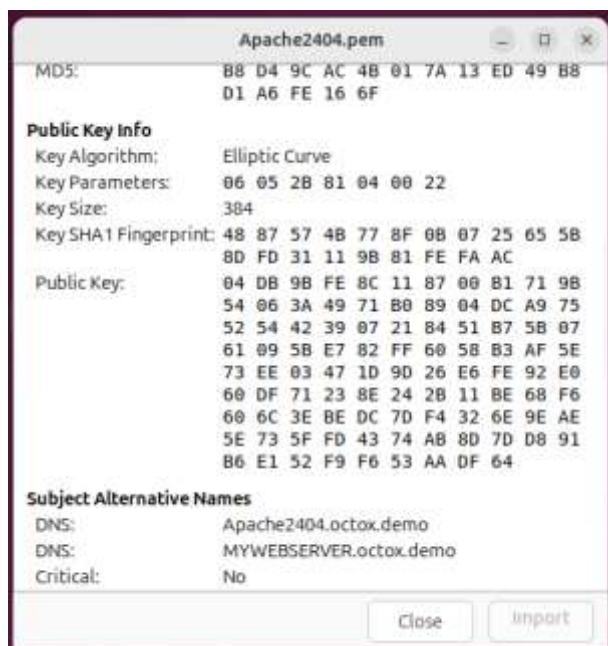 Apache2404.pem
MD5: B8 D4 9C AC 4B 01 7A 13 ED 49 B8
D1 A6 FE 16 6F
Public Key Info
Key Algorithm: Elliptic Curve
Key Parameters: 06 05 2B 81 04 00 22
Key Size: 384
Key SHA1 Fingerprint: 48 87 57 4B 77 8F 0B 07 25 65 5B
8D FD 31 11 9B 81 FE FA AC
Public Key: 04 DB 9B FE 8C 11 87 00 B1 71 9B
54 06 3A 49 71 B0 89 04 DC A9 75
52 54 42 39 07 21 84 51 B7 5B 07
61 09 5B E7 82 FF 60 58 B3 AF 5E
73 EE 03 47 1D 9D 26 E6 FE 92 E0
60 DF 71 23 8E 24 2B 11 BE 68 F6
60 6C 3E BE DC 7D F4 32 6E 9E AE
5E 73 5F FD 43 74 AB 8D 7D D8 91
B6 E1 52 F9 F6 53 AA DF 64
Subject Alternative Names
DNS: Apache2404.octox.demo
DNS: MYWEBSERVER.octox.demo
Critical: No
Close Import